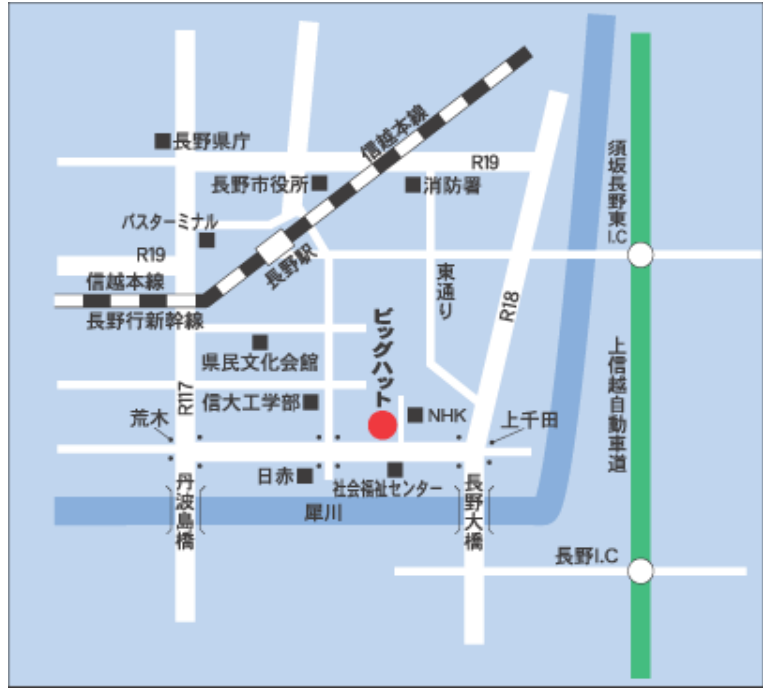 長野県庁
信越本線
R19
須坂長野東I.C
長野市役所
消防署
バスターミナル
R19
長野駅
東通り
信越本線
長野行新幹線
R18
ビッグハット
県民文化会館
上信越自動車道
R117
信大工学部
荒木
NHK
上千田
日赤
社会福祉センター
丹波島橋
犀川
長野大橋
長野I.C